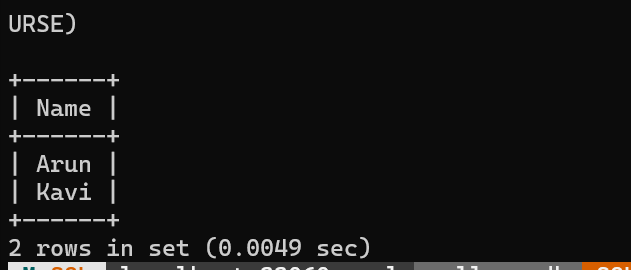 URSE)
+------+
| Name |
+------+
| Arun |
| Kavi |
+------+
2 rows in set (0.0049 sec)